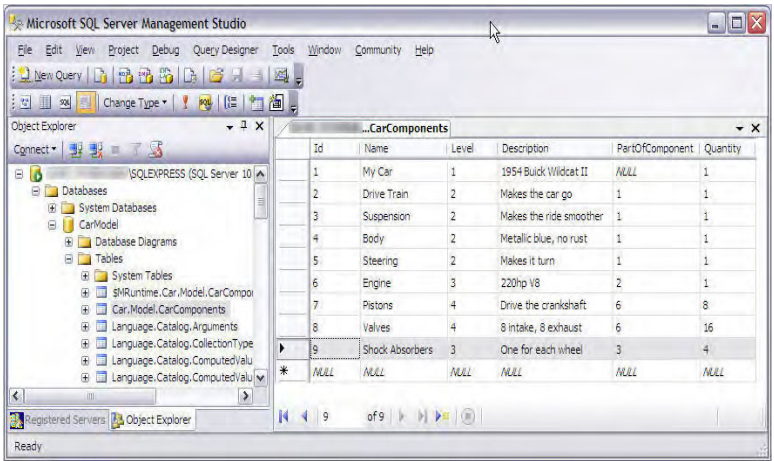 Microsoft SQL Server Management Studio
File Edit View Project Debug Query Designer Tools Window Community Help
New Query
Change Type
Object Explorer
...CarComponents
Connect
\SQLEXPRESS (SQL Server 10
Databases
System Databases
CarModel
Database Diagrams
Tables
System Tables
$MRuntime.Car.Model.CarCompo
Car.Model.CarComponents
Language.Catalog.Arguments
Language.Catalog.CollectionType
Language.Catalog.ComputedValu
Language.Catalog.ComputedValu
Registered Servers Object Explorer
Id Name Level Description PartOfComponent Quantity
1 My Car 1 1954 Buick Wildcat II NULL 1
2 Drive Train 2 Makes the car go 1 1
3 Suspension 2 Makes the ride smoother 1 1
4 Body 2 Metallic blue, no rust 1 1
5 Steering 2 Makes it turn 1 1
6 Engine 3 220hp V8 2 1
7 Pistons 4 Drive the crankshaft 6 8
8 Valves 4 8 intake, 8 exhaust 6 16
9 Shock Absorbers 3 One for each wheel 3 4
NULL NULL NULL NULL NULL NULL
9 of 9
Ready